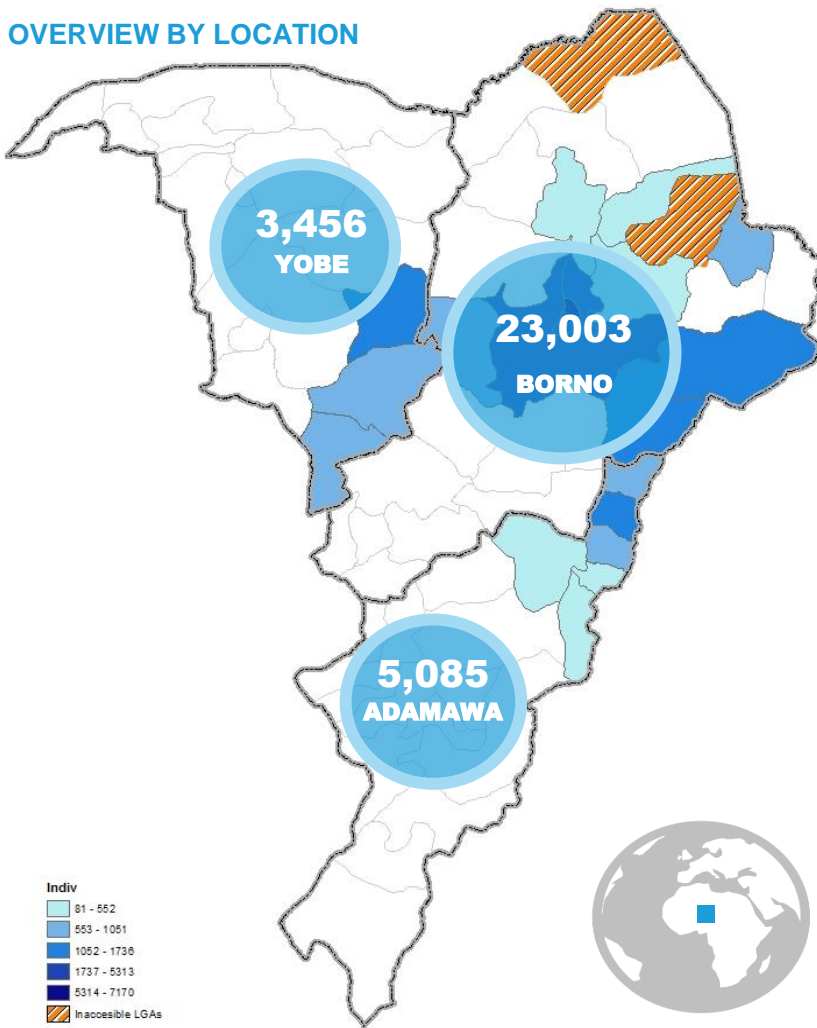 OVERVIEW BY LOCATION
3,456
YOBE
23,003
BORNO
5,085
ADAMAWA
Indiv
81 - 552
553 - 1051
1052 - 1736
1737 - 5313
5314 - 7170
Inaccesible LGAs